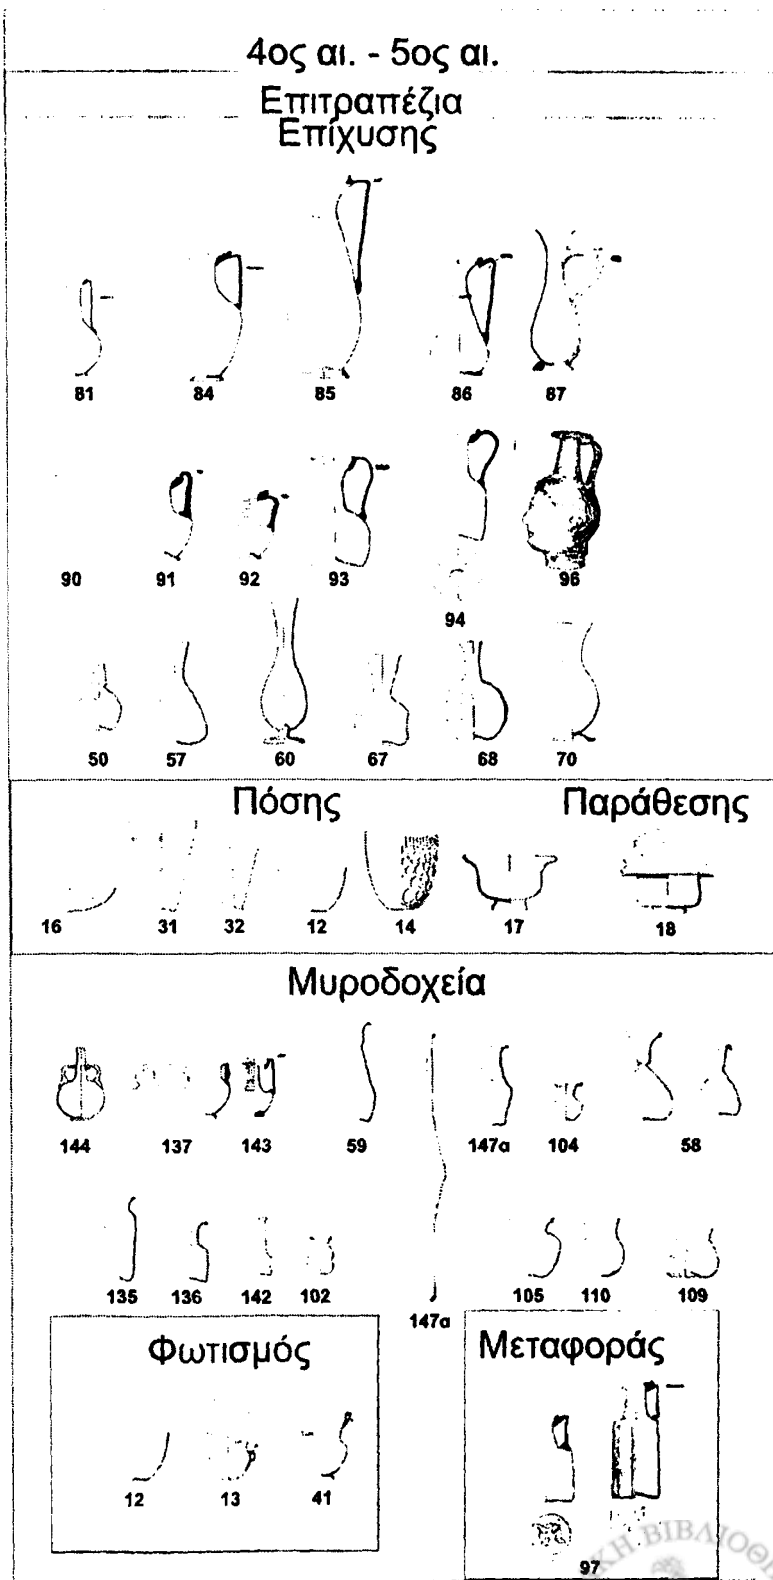 4ος αι. - 5ος αι.
Επιτραπέζια
Επίχυσης
81 84 85 86 87
90 91 92 93 94 96
50 57 60 67 68 70
Πόσης Παράθεσης
16 31 32 12 14 17 18
Μυροδοχεία
144 137 143 59 147α 104 58
135 136 142 102 147α 105 110 109
Φωτισμός
12 13 41
Μεταφοράς
97